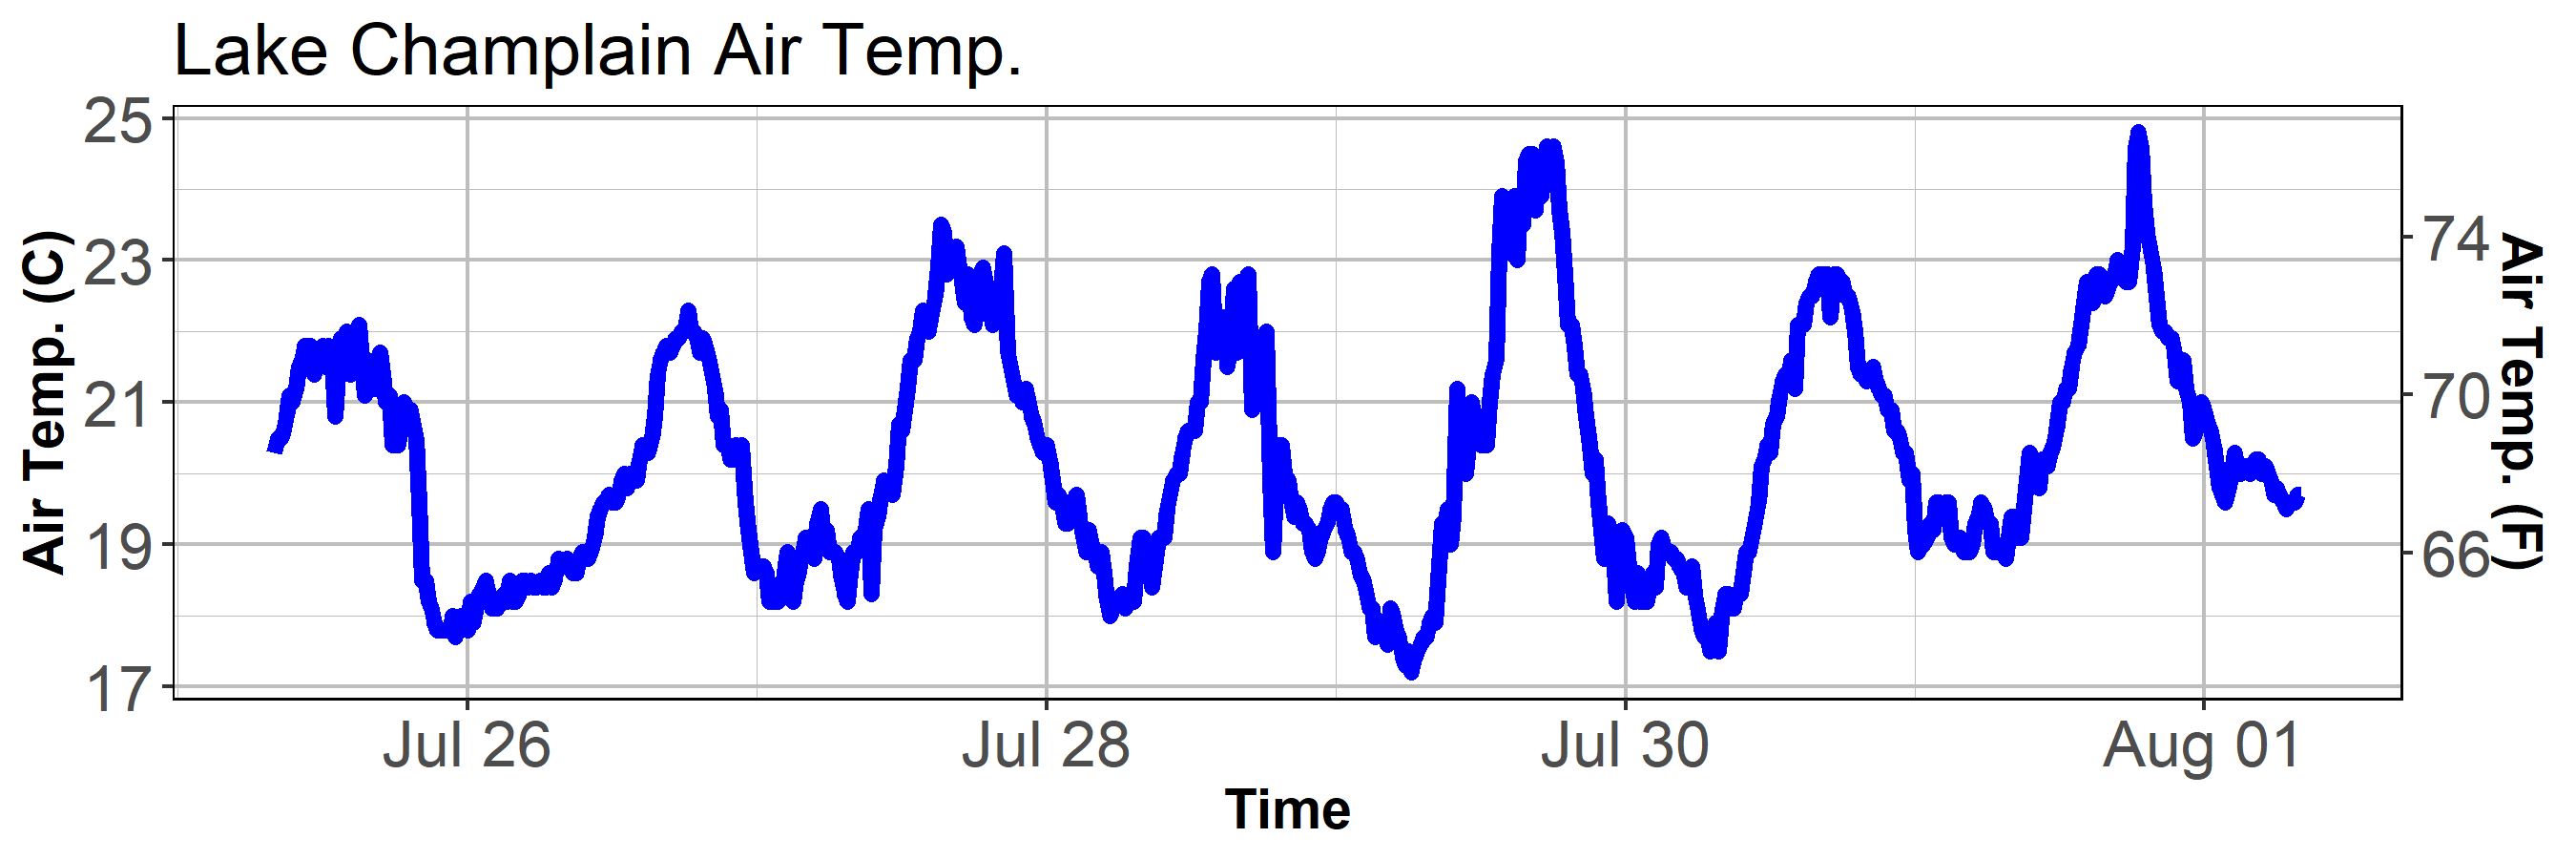 Lake Champlain Air Temp.
25
23
21
19
17
Air Temp. (C)
74
70
66
Air Temp. (F)
Jul 26 Jul 28 Jul 30 Aug 01
Time